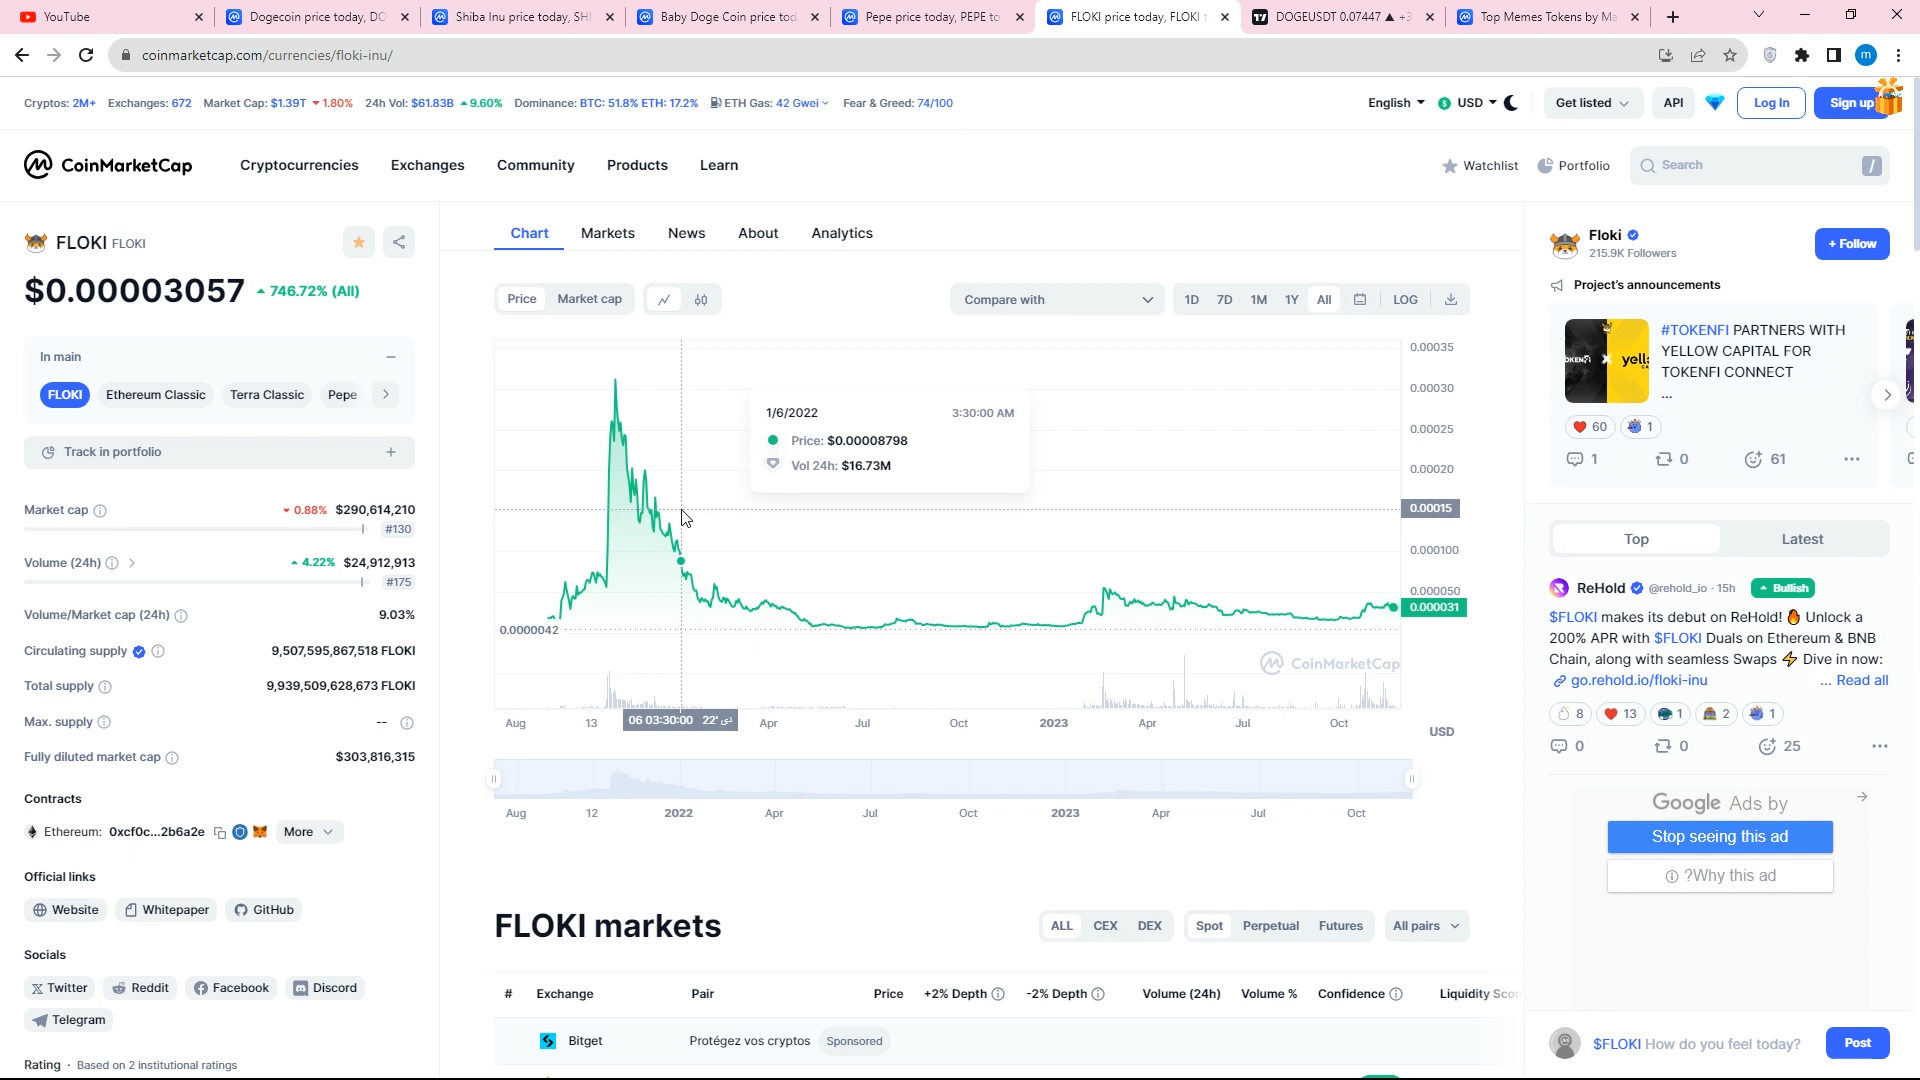 YouTube
Dogecoin price today, DO
Shiba Inu price today, SHI
Baby Doge Coin price tod
Pepe price today, PEPE to
FLOKI price today, FLOKI t
DOGEUSDT 0.07447 ▲ +3
Top Memes Tokens by Ma
coinmarketcap.com/currencies/floki-inu/
m
Cryptos: 2M+ Exchanges: 672 Market Cap: $1.39T 1.80% 24h Vol: $61.83B 9.60% Dominance: BTC: 51.8% ETH: 17.2% ETH Gas: 42 Gwei Fear & Greed: 74/100
English USD Get listed API Log In Sign up
CoinMarketCap Cryptocurrencies Exchanges Community Products Learn Watchlist Portfolio Search /
FLOKI FLOKI
$0.00003057 746.72% (All)
In main
FLOKI Ethereum Classic Terra Classic Pepe
Track in portfolio +
Market cap 0.88% $290,614,210
#130
Volume (24h) 4.22% $24,912,913
#175
Volume/Market cap (24h) 9.03%
Circulating supply 9,507,595,867,518 FLOKI
Total supply 9,939,509,628,673 FLOKI
Max. supply --
Fully diluted market cap $303,816,315
Contracts
Ethereum: 0xcf0c...2b6a2e More
Official links
Website Whitepaper GitHub
Socials
Twitter Reddit Facebook Discord
Telegram
Rating · Based on 2 institutional ratings
Chart Markets News About Analytics
Price Market cap Compare with 1D 7D 1M 1Y All LOG
0.00035
0.00030
0.00025
0.00020
0.00015
0.000100
0.000050
0.000031
1/6/2022 3:30:00 AM
Price: $0.00008798
Vol 24h: $16.73M
0.0000042
CoinMarketCap
Aug 13 06 03:30:00 دی '22 Apr Jul Oct 2023 Apr Jul Oct
USD
Aug 12 2022 Apr Jul Oct 2023 Apr Jul Oct
FLOKI markets ALL CEX DEX Spot Perpetual Futures All pairs
# Exchange Pair Price +2% Depth -2% Depth Volume (24h) Volume % Confidence Liquidity Scor
Bitget Protégez vos cryptos Sponsored
Floki
215.9K Followers
+ Follow
Project's announcements
#TOKENFI PARTNERS WITH
YELLOW CAPITAL FOR
TOKENFI CONNECT
...
60 1
1 0 61
Top Latest
ReHold @rehold_io · 15h Bullish
$FLOKI makes its debut on ReHold! 🔥 Unlock a
200% APR with $FLOKI Duals on Ethereum & BNB
Chain, along with seamless Swaps ⚡ Dive in now:
go.rehold.io/floki-inu ... Read all
8 13 1 2 1
0 0 25
Google Ads by
Stop seeing this ad
?Why this ad
$FLOKI How do you feel today? Post